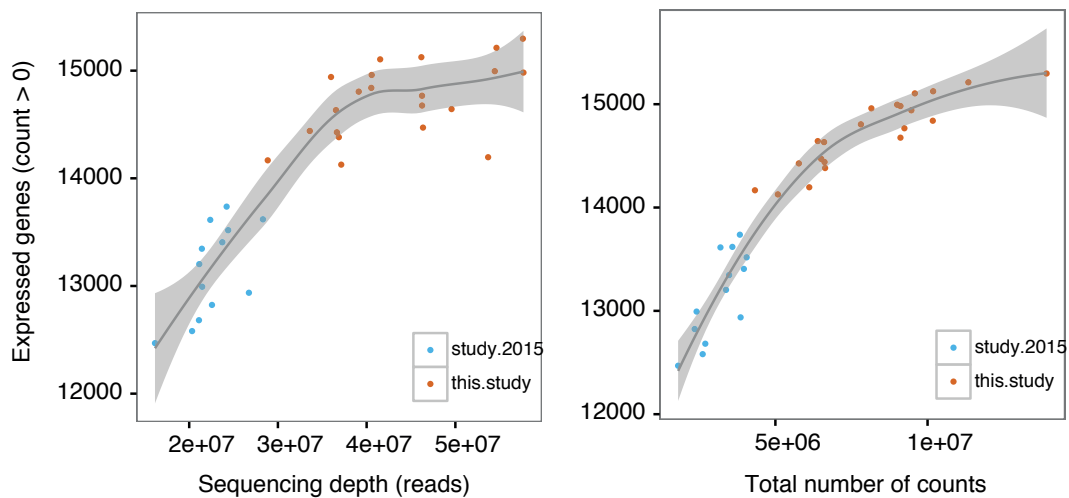 Expressed genes (count > 0)
15000
14000
13000
12000
study.2015
this.study
2e+07 3e+07 4e+07 5e+07
Sequencing depth (reads)
15000
14000
13000
12000
study.2015
this.study
5e+06 1e+07
Total number of counts